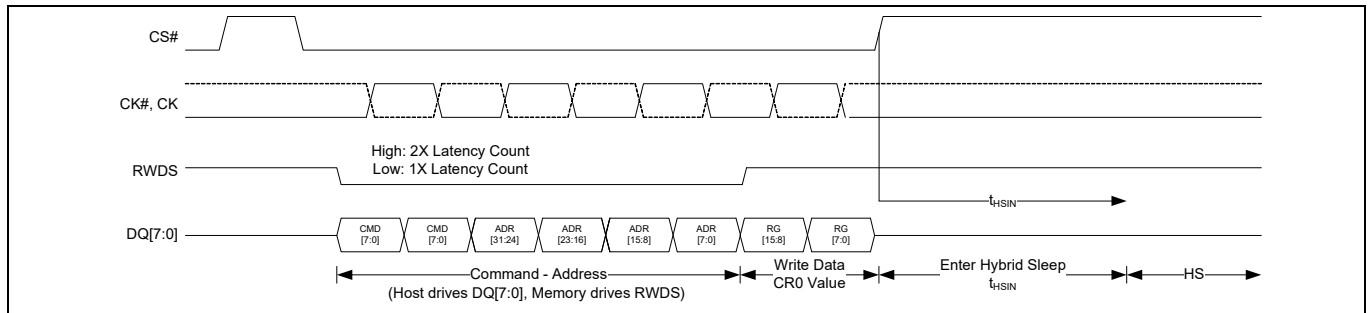 CS#
CK#, CK
High: 2X Latency Count
Low: 1X Latency Count
RWDS
tHSIN
DQ[7:0]
CMD [7:0]
CMD [7:0]
ADR [31:24]
ADR [23:16]
ADR [15:8]
ADR [7:0]
RG [15:8]
RG [7:0]
Command - Address
(Host drives DQ[7:0], Memory drives RWDS)
Write Data
CR0 Value
Enter Hybrid Sleep
tHSIN
HS